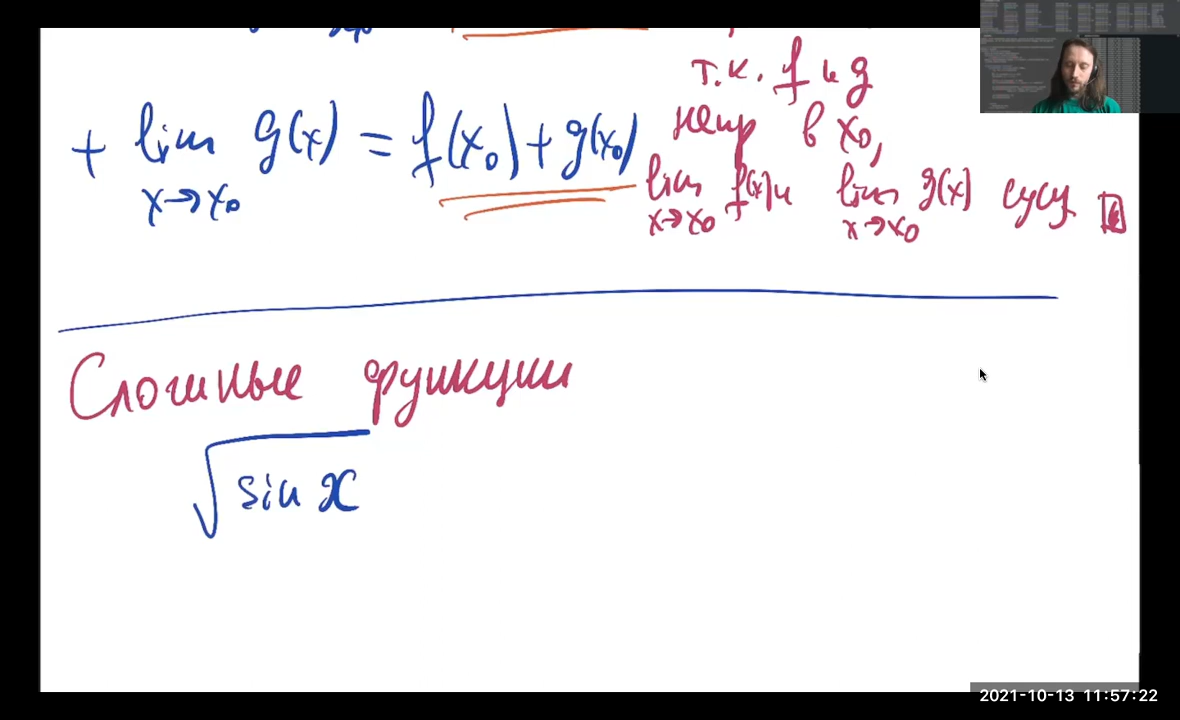 т.к. f и g
+ lim g(x) = f(x₀) + g(x₀) непр в x₀,
x→x₀
lim f(x) и lim g(x) сущ.
x→x₀ x→x₀
Сложные функции
√sin x
2021-10-13 11:57:22